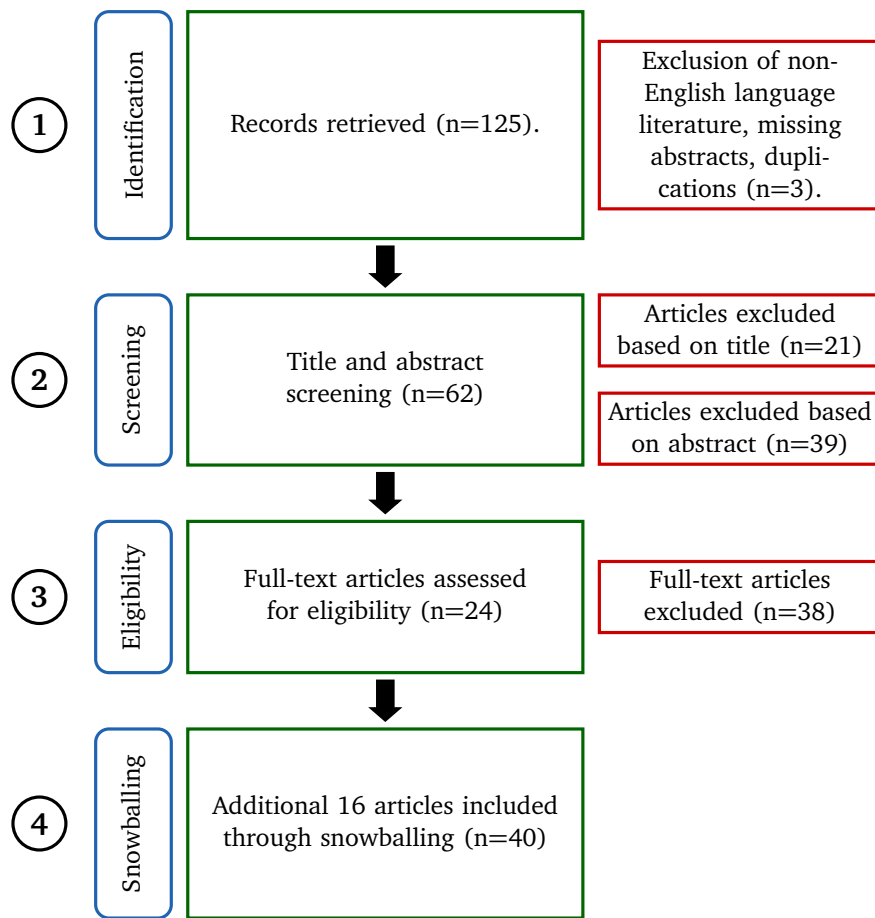 1
Identification
Records retrieved (n=125).
Exclusion of non-
English language
literature, missing
abstracts, dupli-
cations (n=3).
2
Screening
Title and abstract
screening (n=62)
Articles excluded
based on title (n=21)
Articles excluded based
on abstract (n=39)
3
Eligibility
Full-text articles assessed
for eligibility (n=24)
Full-text articles
excluded (n=38)
4
Snowballing
Additional 16 articles included
through snowballing (n=40)